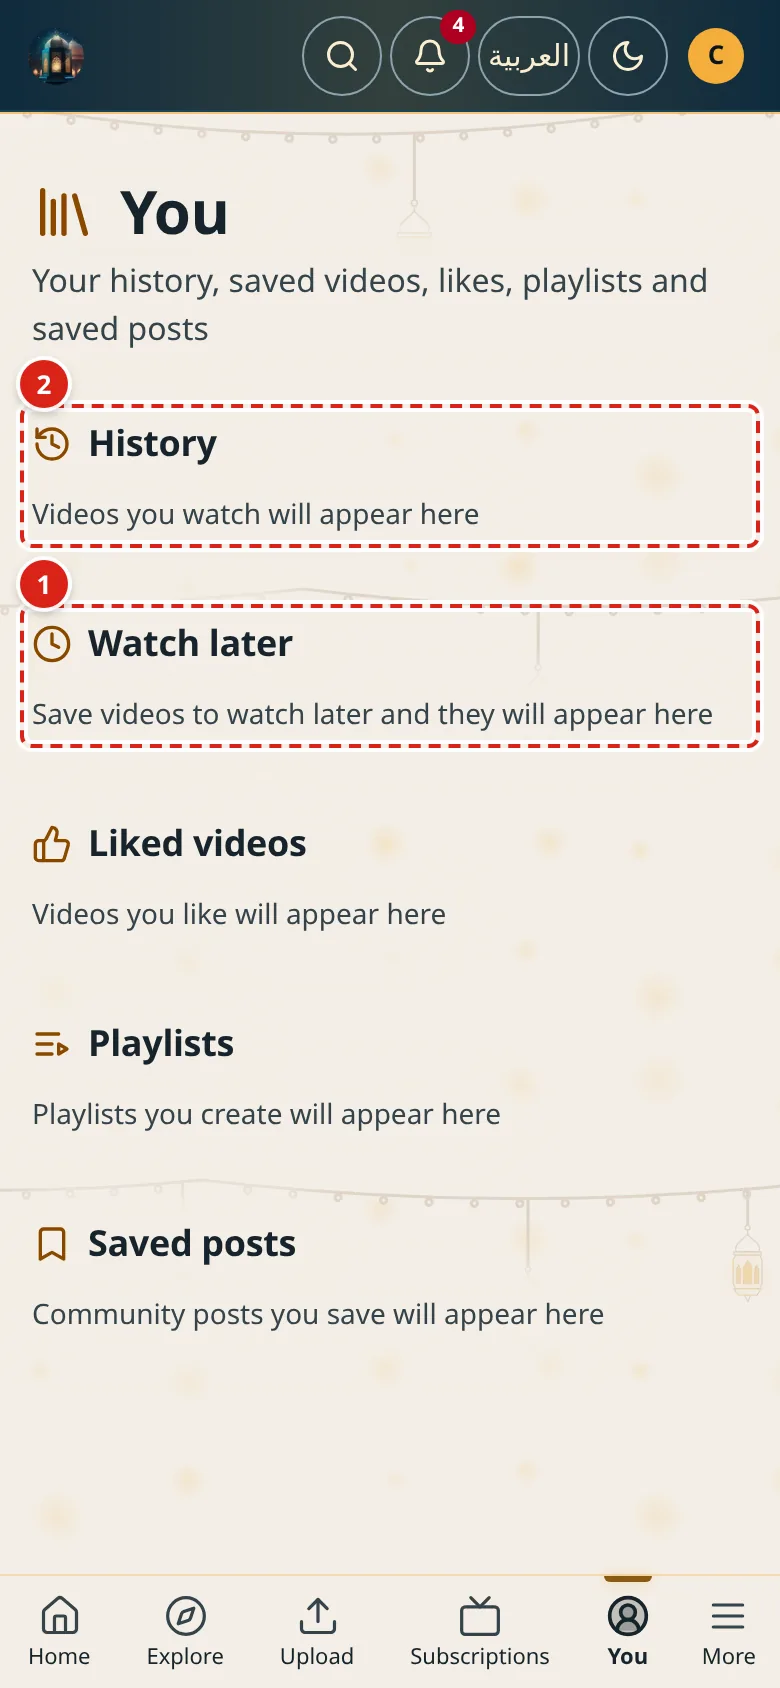 4
العربية
C
You
Your history, saved videos, likes, playlists and
saved posts
2
History
Videos you watch will appear here
1
Watch later
Save videos to watch later and they will appear here
Liked videos
Videos you like will appear here
Playlists
Playlists you create will appear here
Saved posts
Community posts you save will appear here
Home
Explore
Upload
Subscriptions
You
More